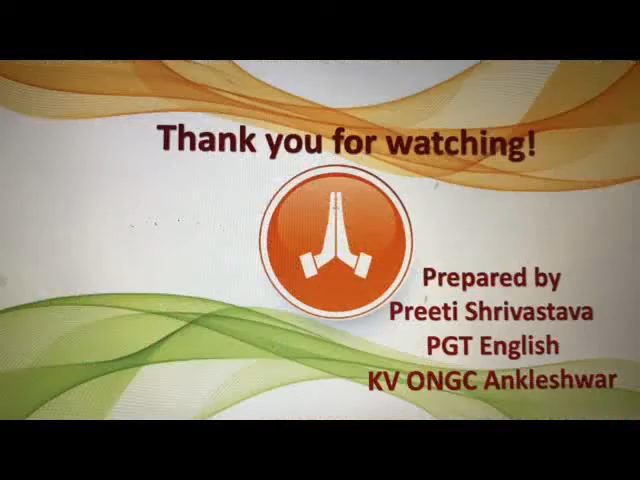 Thank you for watching!
Prepared by
Preeti Shrivastava
PGT English
KV ONGC Ankleshwar